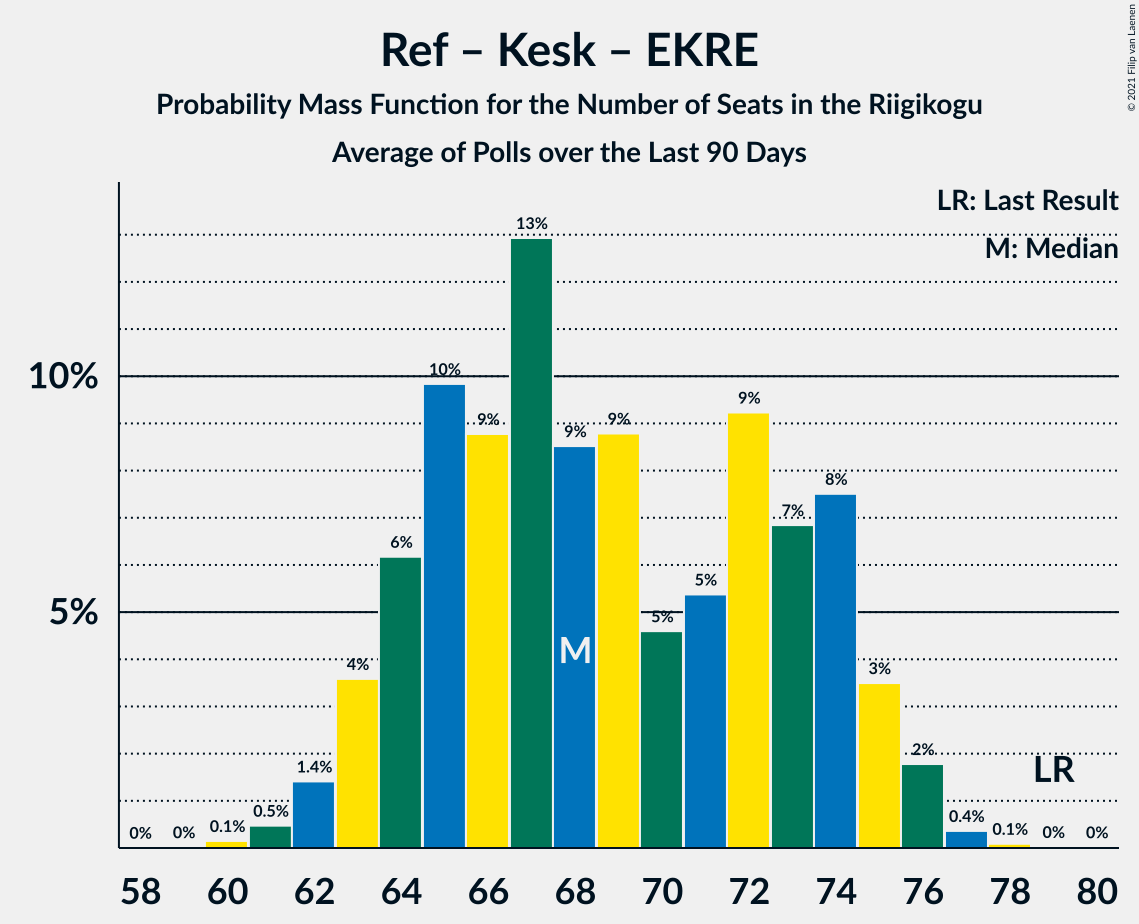 Ref – Kesk – EKRE
Probability Mass Function for the Number of Seats in the Riigikogu
Average of Polls over the Last 90 Days
© 2021 Filip van Laenen
LR: Last Result
M: Median
10%
5%
0%
0%
0.1%
0.5%
1.4%
4%
6%
10%
9%
13%
9%
9%
5%
5%
9%
7%
8%
3%
2%
0.4%
0.1%
0%
0%
M
LR
58 60 62 64 66 68 70 72 74 76 78 80